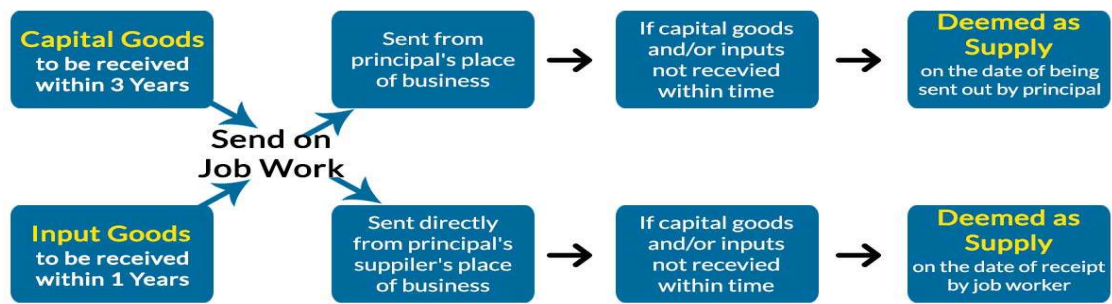 Capital Goods
to be received
within 3 Years
Sent from
principal's place
of business
If capital goods
and/or inputs
not recevied
within time
Deemed as
Supply
on the date of being
sent out by principal
Send on
Job Work
Input Goods
to be received
within 1 Years
Sent directly
from principal's
suppiler's place
of business
If capital goods
and/or inputs
not recevied
within time
Deemed as
Supply
on the date of receipt
by job worker